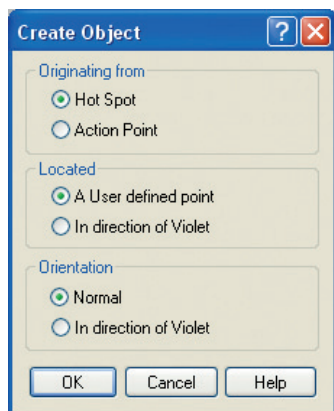 Create Object
Originating from
Hot Spot
Action Point
Located
A User defined point
In direction of Violet
Orientation
Normal
In direction of Violet
OK Cancel Help